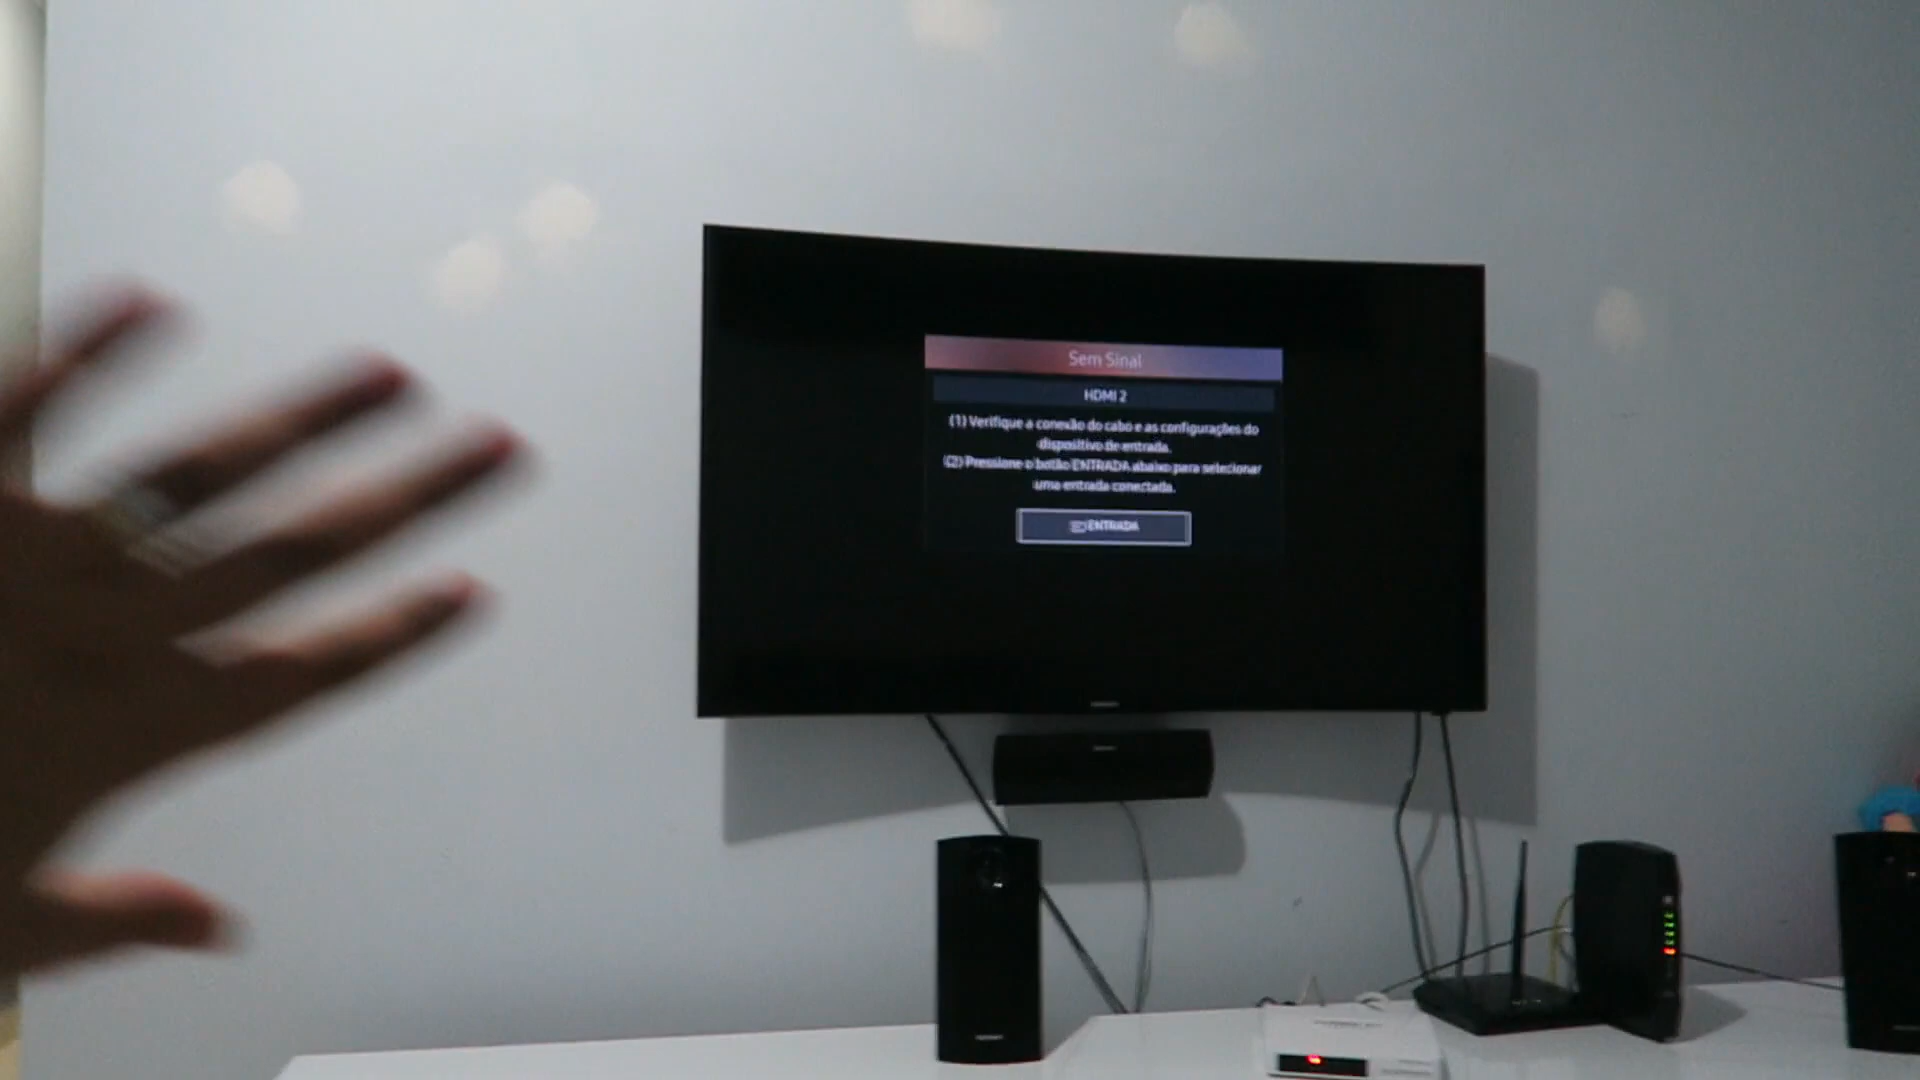 Sem Sinal
HDMI 2
(1) Verifique a conexão do cabo e as configurações do
dispositivo de entrada.
(2) Pressione o botão ENTRADA abaixo para selecionar
uma entrada conectada.
ENTRADA